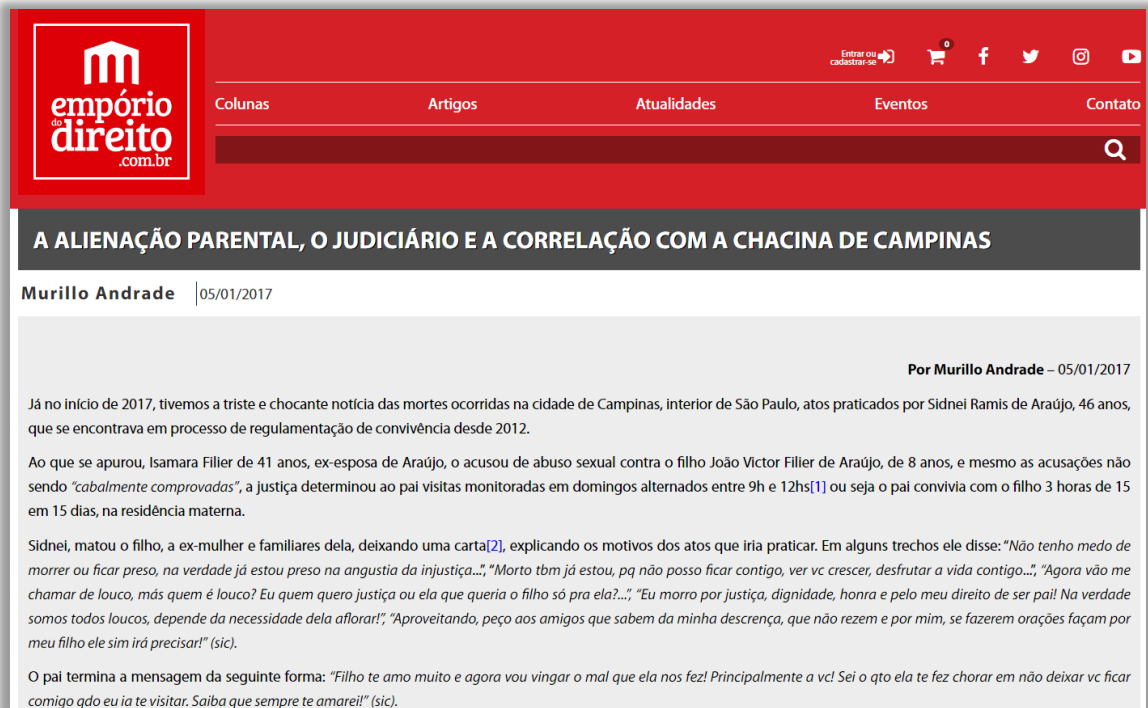 Entrar ou
cadastrar-se
0
empório
do
direito
.com.br
Colunas Artigos Atualidades Eventos Contato
A ALIENAÇÃO PARENTAL, O JUDICIÁRIO E A CORRELAÇÃO COM A CHACINA DE CAMPINAS
Murillo Andrade 05/01/2017
Por Murillo Andrade – 05/01/2017
Já no início de 2017, tivemos a triste e chocante notícia das mortes ocorridas na cidade de Campinas, interior de São Paulo, atos praticados por Sidnei Ramis de Araújo, 46 anos,
que se encontrava em processo de regulamentação de convivência desde 2012.
Ao que se apurou, Isamara Filier de 41 anos, ex-esposa de Araújo, o acusou de abuso sexual contra o filho João Victor Filier de Araújo, de 8 anos, e mesmo as acusações não
sendo "cabalmente comprovadas", a justiça determinou ao pai visitas monitoradas em domingos alternados entre 9h e 12hs[1] ou seja o pai convivia com o filho 3 horas de 15
em 15 dias, na residência materna.
Sidnei, matou o filho, a ex-mulher e familiares dela, deixando uma carta[2], explicando os motivos dos atos que iria praticar. Em alguns trechos ele disse: "Não tenho medo de
morrer ou ficar preso, na verdade já estou preso na angustia da injustiça...", "Morto tbm já estou, pq não posso ficar contigo, ver vc crescer, desfrutar a vida contigo...", "Agora vão me
chamar de louco, más quem é louco? Eu quem quero justiça ou ela que queria o filho só pra ela?...", "Eu morro por justiça, dignidade, honra e pelo meu direito de ser pai! Na verdade
somos todos loucos, depende da necessidade dela aflorar!", "Aproveitando, peço aos amigos que sabem da minha descrença, que não rezem e por mim, se fazerem orações façam por
meu filho ele sim irá precisar!" (sic).
O pai termina a mensagem da seguinte forma: "Filho te amo muito e agora vou vingar o mal que ela nos fez! Principalmente a vc! Sei o qto ela te fez chorar em não deixar vc ficar
comigo qdo eu ia te visitar. Saiba que sempre te amarei!" (sic).